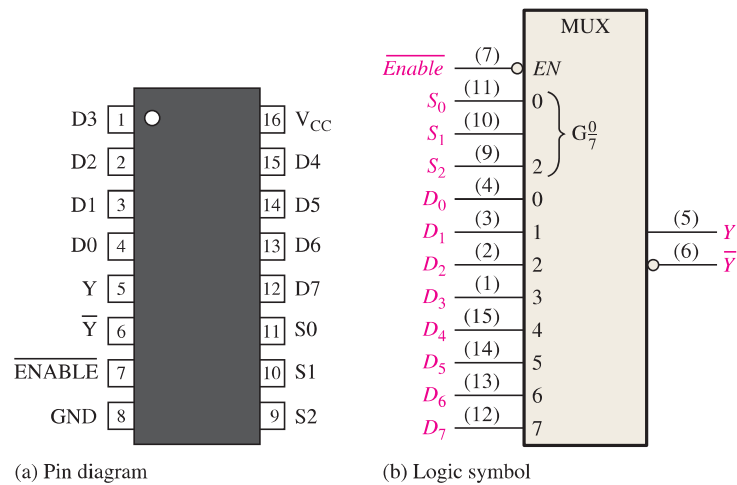 D3 1 16 V_CC
D2 2 15 D4
D1 3 14 D5
D0 4 13 D6
Y 5 12 D7
Y̅ 6 11 S0
E̅N̅A̅B̅L̅E̅ 7 10 S1
GND 8 9 S2
(a) Pin diagram
MUX
E̅n̅a̅b̅l̅e̅ (7) EN
S₀ (11) 0
S₁ (10) G 0/7
S₂ (9) 2
D₀ (4) 0
D₁ (3) 1 (5) Y
D₂ (2) 2 (6) Y̅
D₃ (1) 3
D₄ (15) 4
D₅ (14) 5
D₆ (13) 6
D₇ (12) 7
(b) Logic symbol